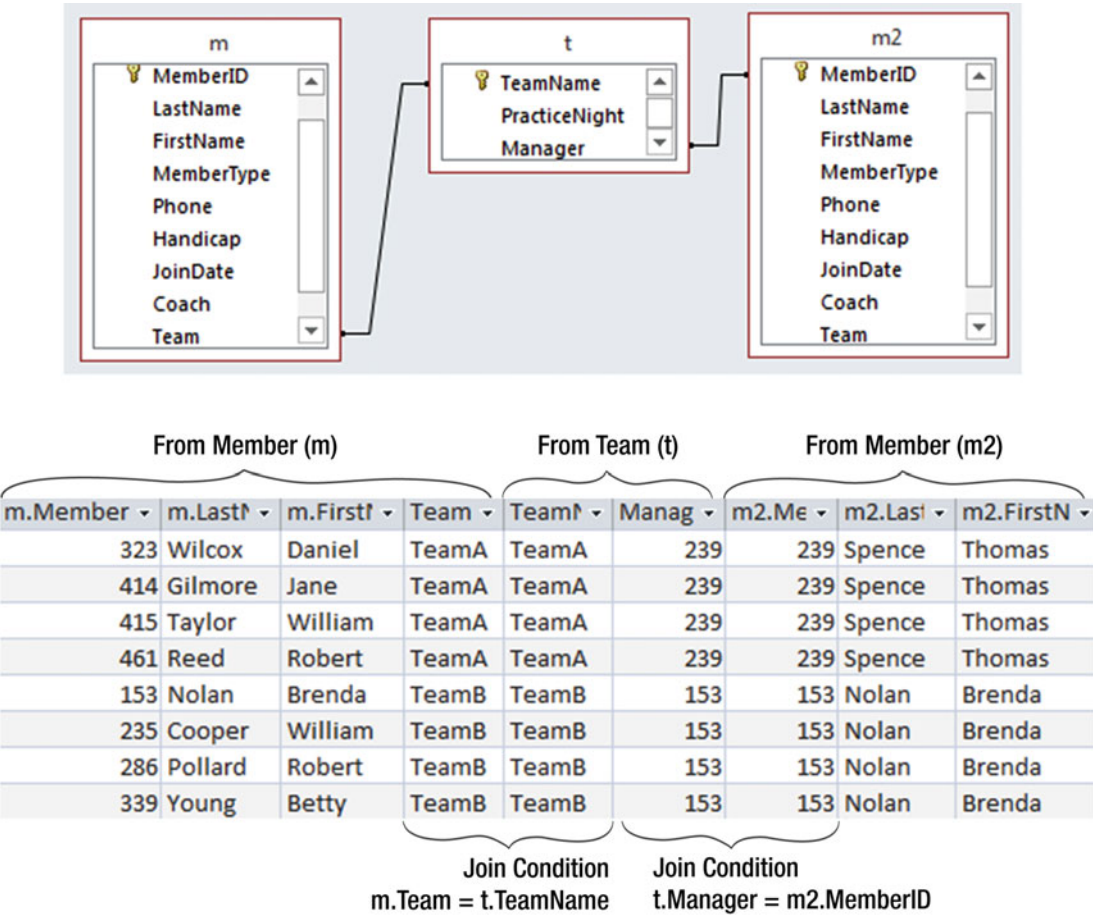 m
MemberID
LastName
FirstName
MemberType
Phone
Handicap
JoinDate
Coach
Team
t
TeamName
PracticeNight
Manager
m2
MemberID
LastName
FirstName
MemberType
Phone
Handicap
JoinDate
Coach
Team
From Member (m) From Team (t) From Member (m2)
m.Member m.LastN m.FirstN Team TeamN Manag m2.Me m2.Last m2.FirstN
323 Wilcox Daniel TeamA TeamA 239 239 Spence Thomas
414 Gilmore Jane TeamA TeamA 239 239 Spence Thomas
415 Taylor William TeamA TeamA 239 239 Spence Thomas
461 Reed Robert TeamA TeamA 239 239 Spence Thomas
153 Nolan Brenda TeamB TeamB 153 153 Nolan Brenda
235 Cooper William TeamB TeamB 153 153 Nolan Brenda
286 Pollard Robert TeamB TeamB 153 153 Nolan Brenda
339 Young Betty TeamB TeamB 153 153 Nolan Brenda
Join Condition
m.Team = t.TeamName
Join Condition
t.Manager = m2.MemberID